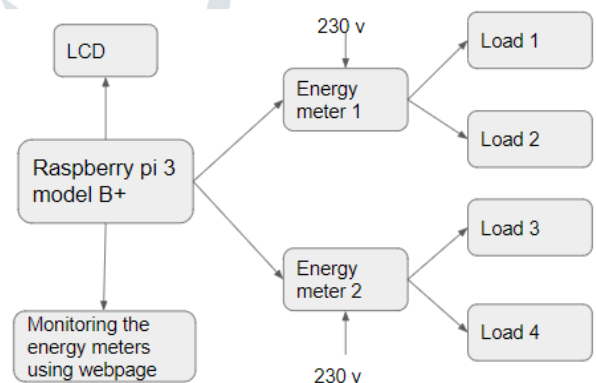 LCD
230 v
Load 1
Energy
meter 1
Load 2
Raspberry pi 3
model B+
Load 3
Energy
meter 2
Load 4
Monitoring the
energy meters
using webpage
230 v